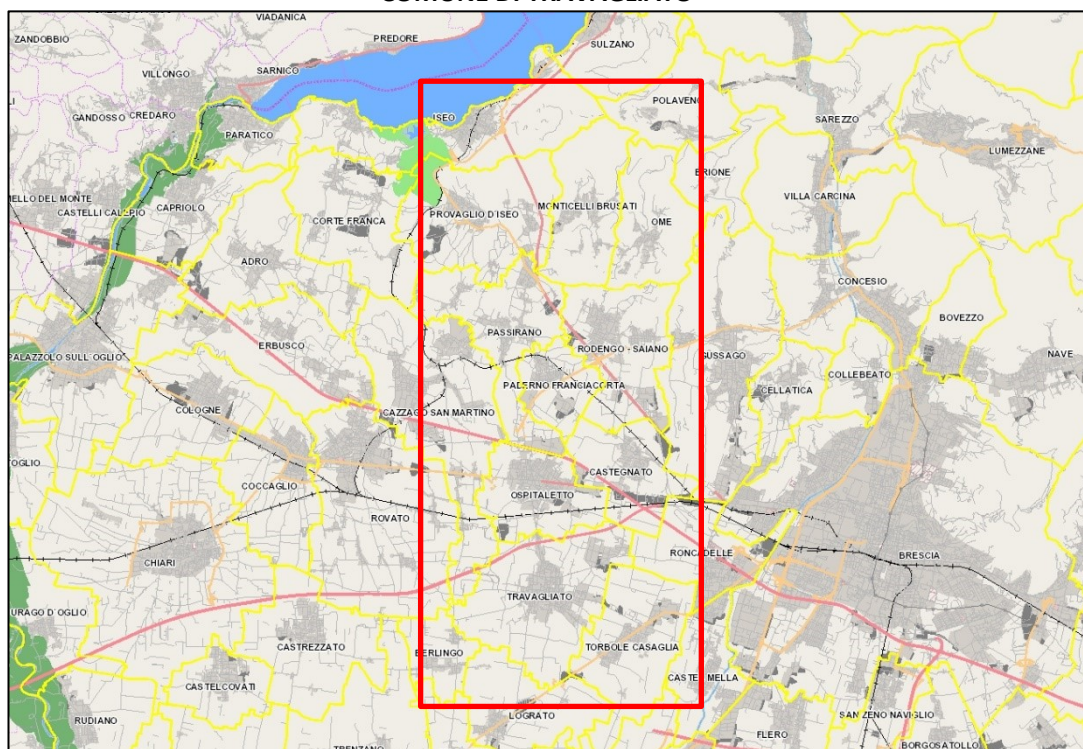 COMUNE DI TRAVAGLIATO
ZANDOBBIO
VIADANICA
PREDORE
SULZANO
VILLONGO
SARNICO
GANDOSSO
CREDARO
PARATICO
ISEO
POLAVENO
SAREZZO
LUMEZZANE
MELLO DEL MONTE
CASTELLI CALEPIO
CAPRIOLO
CORTE FRANCA
PROVAGLIO D'ISEO
MONTICELLI BRUSATI
OME
BRIONE
VILLA CARCINA
ADRO
CONCESIO
BOVEZZO
PALAZZOLO SULL'OGLIO
ERBUSCO
PASSIRANO
RODENGO - SAIANO
GUSSAGO
COLLEBEATO
NAVE
CELLATICA
PADERNO FRANCIACORTA
COLOGNE
CAZZAGO SAN MARTINO
OGLIO
COCCAGLIO
CASTEGNATO
OSPITALETTO
ROVATO
CHIARI
RONCADELLE
BRESCIA
TRAVAGLIATO
URAGO D'OGLIO
CASTREZZATO
BERLINGO
TORBOLE CASAGLIA
CASTELCOVATI
CASTEL MELLA
RUDIANO
LOGRATO
SAN ZENO NAVIGLIO
FLERO
TRENZANO
BORGOSATOLLO